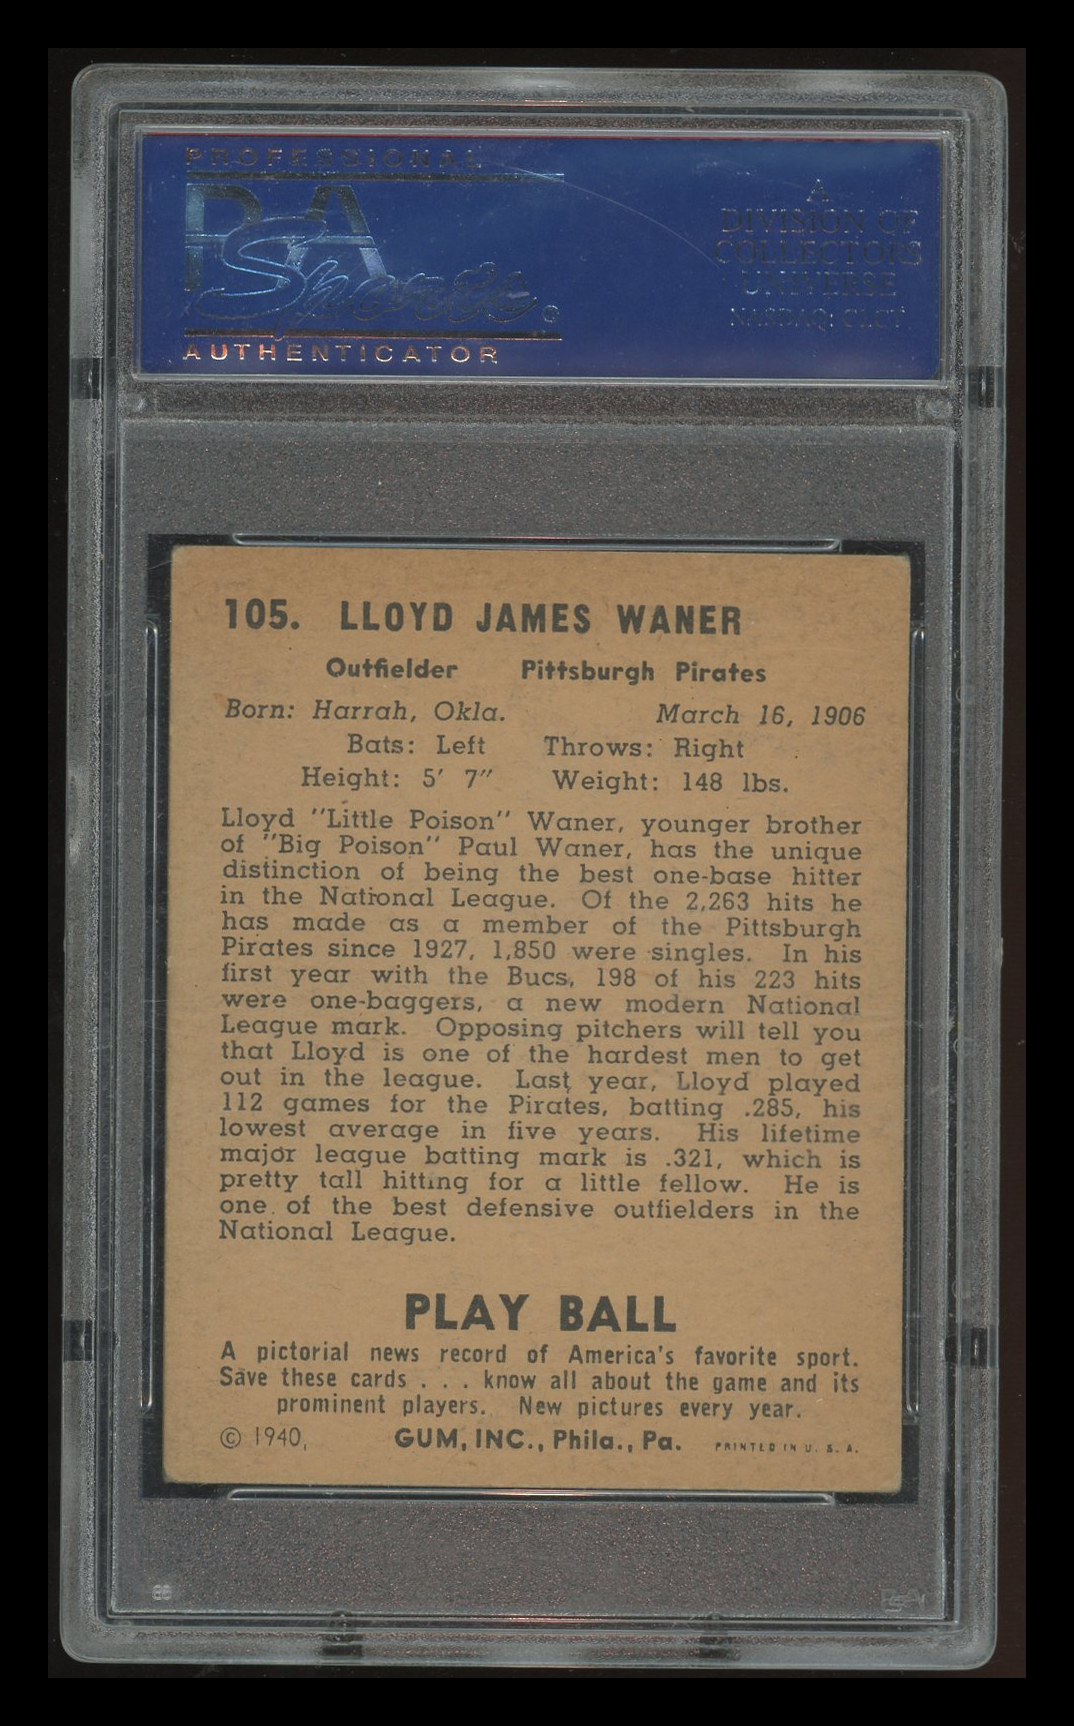 PROFESSIONAL
PSA
Sports®
AUTHENTICATOR
A
DIVISION OF
COLLECTORS
UNIVERSE
NASDAQ: CLCT
105. LLOYD JAMES WANER
Outfielder Pittsburgh Pirates
Born: Harrah, Okla. March 16, 1906
Bats: Left Throws: Right
Height: 5′ 7″ Weight: 148 lbs.
Lloyd "Little Poison" Waner, younger brother
of "Big Poison" Paul Waner, has the unique
distinction of being the best one-base hitter
in the National League. Of the 2,263 hits he
has made as a member of the Pittsburgh
Pirates since 1927, 1,850 were singles. In his
first year with the Bucs, 198 of his 223 hits
were one-baggers, a new modern National
League mark. Opposing pitchers will tell you
that Lloyd is one of the hardest men to get
out in the league. Last year, Lloyd played
112 games for the Pirates, batting .285, his
lowest average in five years. His lifetime
major league batting mark is .321, which is
pretty tall hitting for a little fellow. He is
one of the best defensive outfielders in the
National League.
PLAY BALL
A pictorial news record of America's favorite sport.
Save these cards . . . know all about the game and its
prominent players. New pictures every year.
© 1940, GUM, INC., Phila., Pa. PRINTED IN U. S. A.
PSA